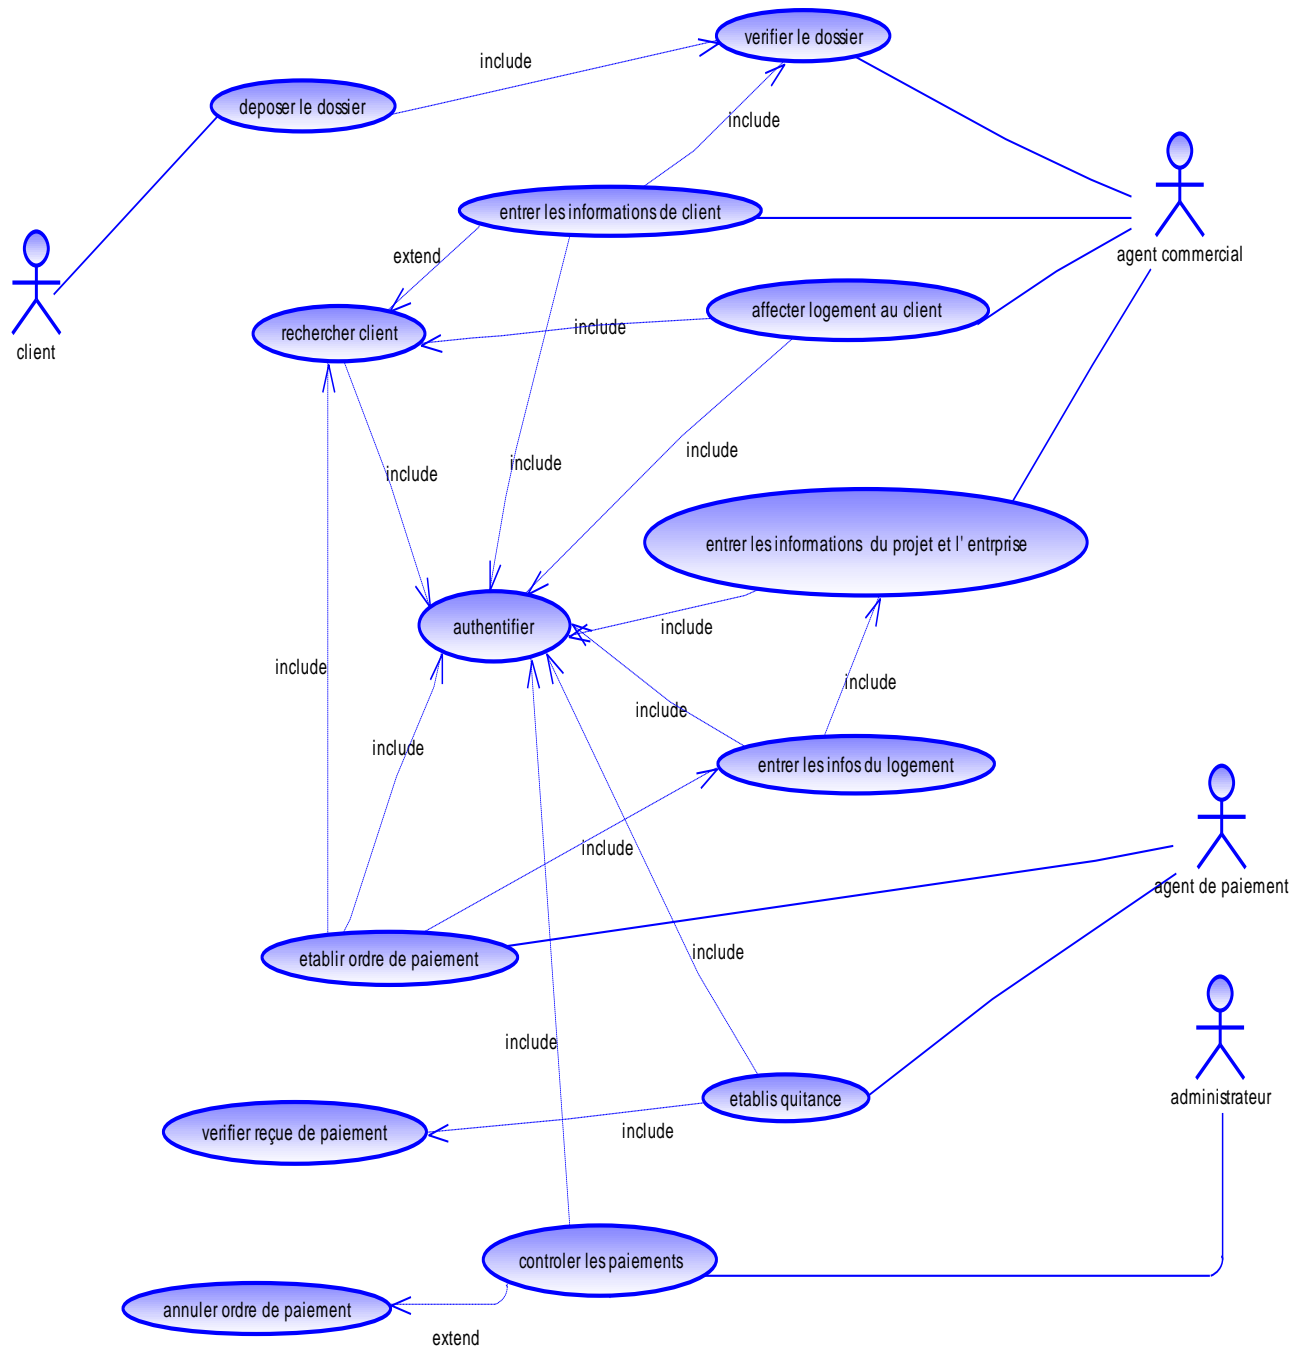 verifier le dossier
include
deposer le dossier
include
entrer les informations de client
agent commercial
extend
client
rechercher client
include
affecter logement au client
include
include
include
entrer les informations du projet et l' entrprise
authentifier
include
include
include
include
include
entrer les infos du logement
include
agent de paiement
etablir ordre de paiement
include
include
administrateur
etablis quitance
verifier reçue de paiement
include
controler les paiements
annuler ordre de paiement
extend